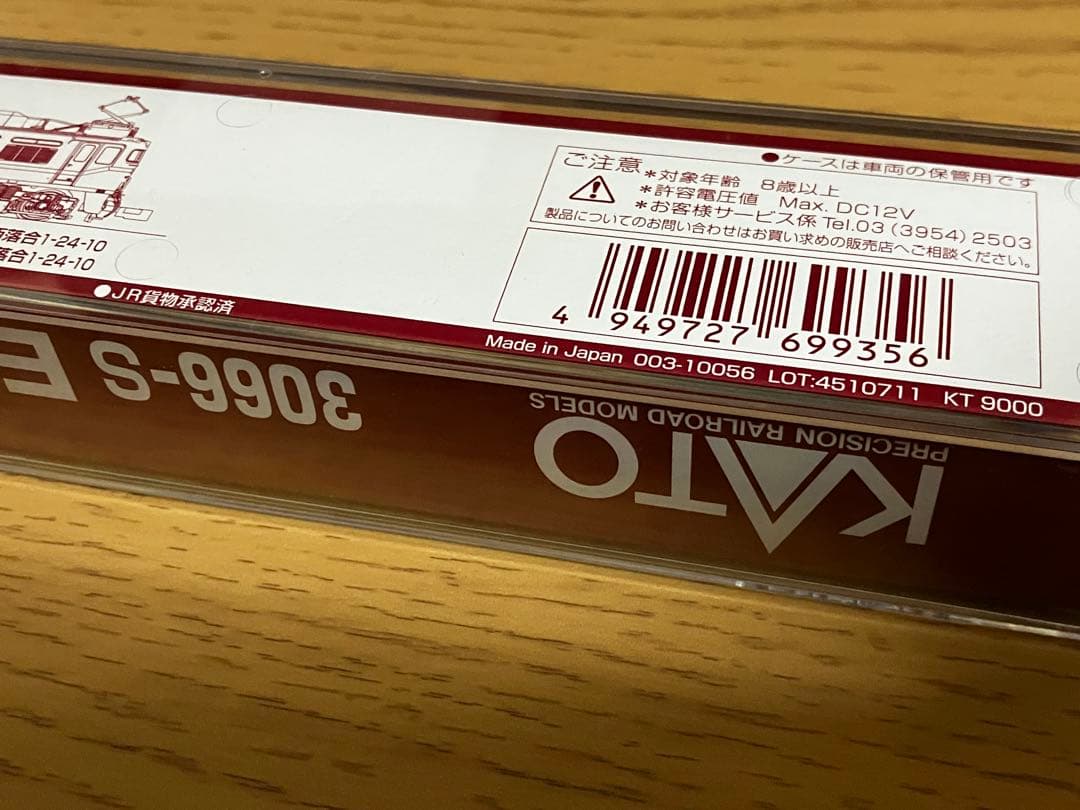 ●ケースは車両の保管用です
ご注意
*対象年齢 8歳以上
*許容電圧値 Max. DC12V
*お客様サービス係 Tel.03 (3954) 2503
製品についてのお問い合わせはお買い求めの販売店へご相談ください。
落合1-24-10
落合1-24-10
●JR貨物承認済
4 949727 699356
Made in Japan 003-10056 LOT:4510711 KT 9000
KATO
PRECISION RAILROAD MODELS
3066-S E